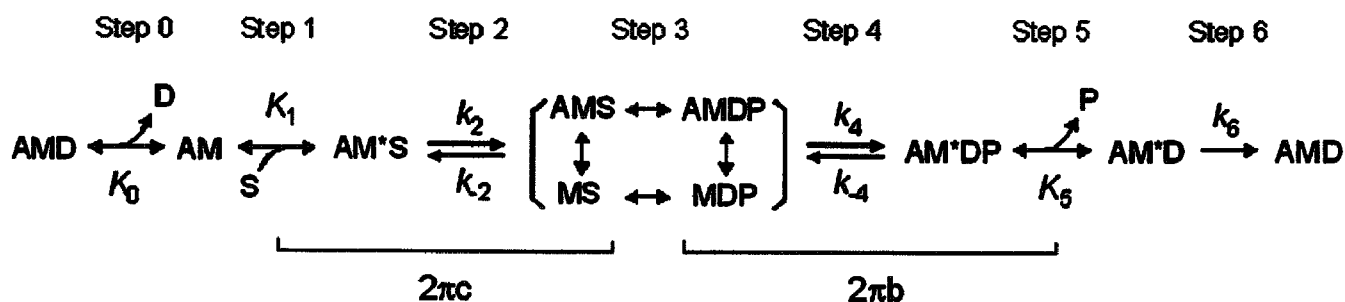 Step 0 Step 1 Step 2 Step 3 Step 4 Step 5 Step 6
D K1 k2 AMS AMDP k4 P k6
AMD AM AM*S AM*DP AM*D AMD
K0 S k-2 MS MDP k-4 K5
2πc 2πb